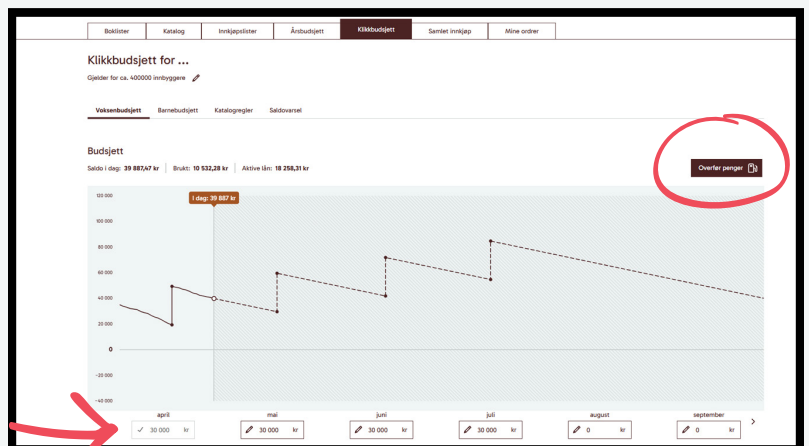 Boklister Katalog Innkjøpslister Årsbudsjett Klikkbudsjett Samlet innkjøp Mine ordrer
Klikkbudsjett for ...
Gjelder for ca. 400000 innbyggere
Voksenbudsjett Barnebudsjett Katalogregler Saldovarsel
Budsjett
Saldo i dag: 39 887,47 kr Brukt: 10 532,28 kr Aktive lån: 18 258,31 kr
Overfør penger
120 000
I dag: 39 887 kr
100 000
80 000
60 000
40 000
20 000
0
-20 000
-40 000
april mai juni juli august september
30 000 kr 30 000 kr 30 000 kr 30 000 kr 0 kr 0 kr